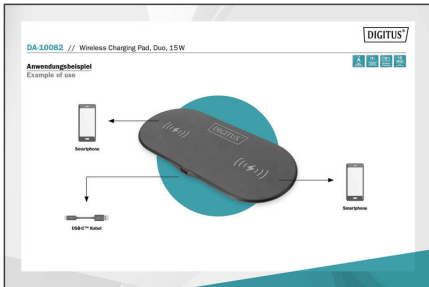 DIGITUS®
DA-10082 // Wireless Charging Pad, Duo, 15W
Anwendungsbeispiel
Example of use
DIGITUS
Smartphone
Smartphone
USB-C™ Kabel